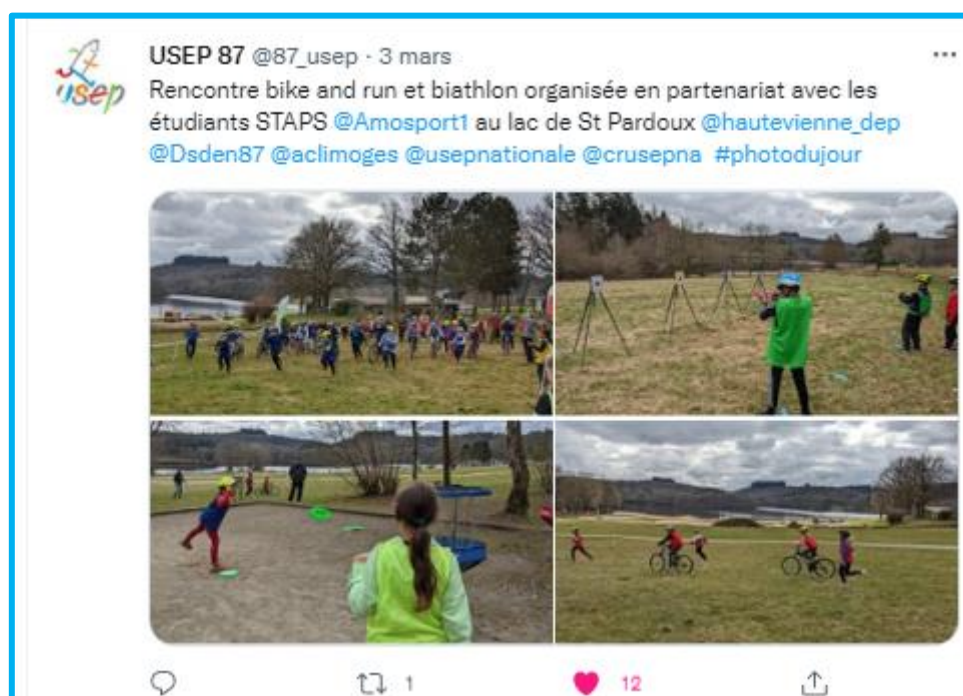 USEP 87 @87_usep · 3 mars
Rencontre bike and run et biathlon organisée en partenariat avec les
étudiants STAPS @Amosport1 au lac de St Pardoux @hautevienne_dep
@Dsden87 @aclimoges @usepnationale @crusepna #photodujour
usep
1
12